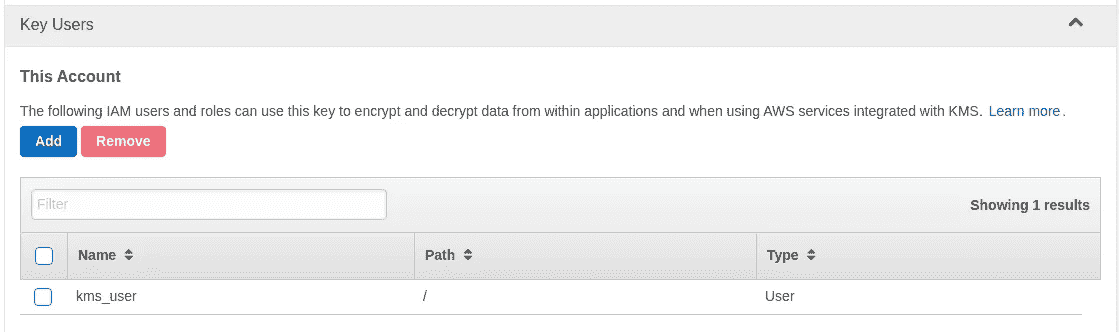 Key Users
This Account
The following IAM users and roles can use this key to encrypt and decrypt data from within applications and when using AWS services integrated with KMS. Learn more.
Add Remove
Filter Showing 1 results
Name Path Type
kms_user / User